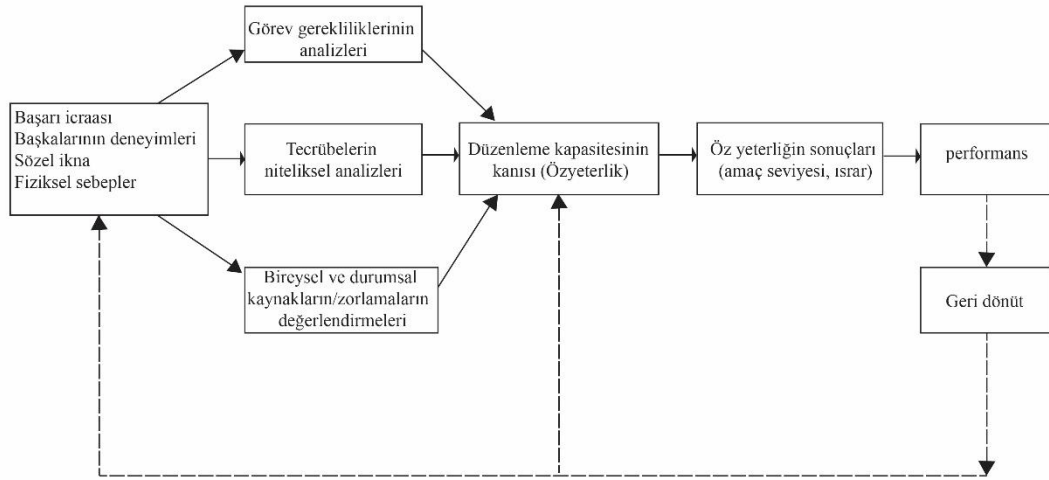 Görev gerekliliklerinin
analizleri
Başarı icraası
Başkalarının deneyimleri
Sözel ikna
Fiziksel sebepler
Tecrübelerin
niteliksel analizleri
Düzenleme kapasitesinin
kanısı (Özyeterlik)
Öz yeterliğin sonuçları
(amaç seviyesi, ısrar)
performans
Bireysel ve durumsal
kaynakların/zorlamaların
değerlendirmeleri
Geri dönüt